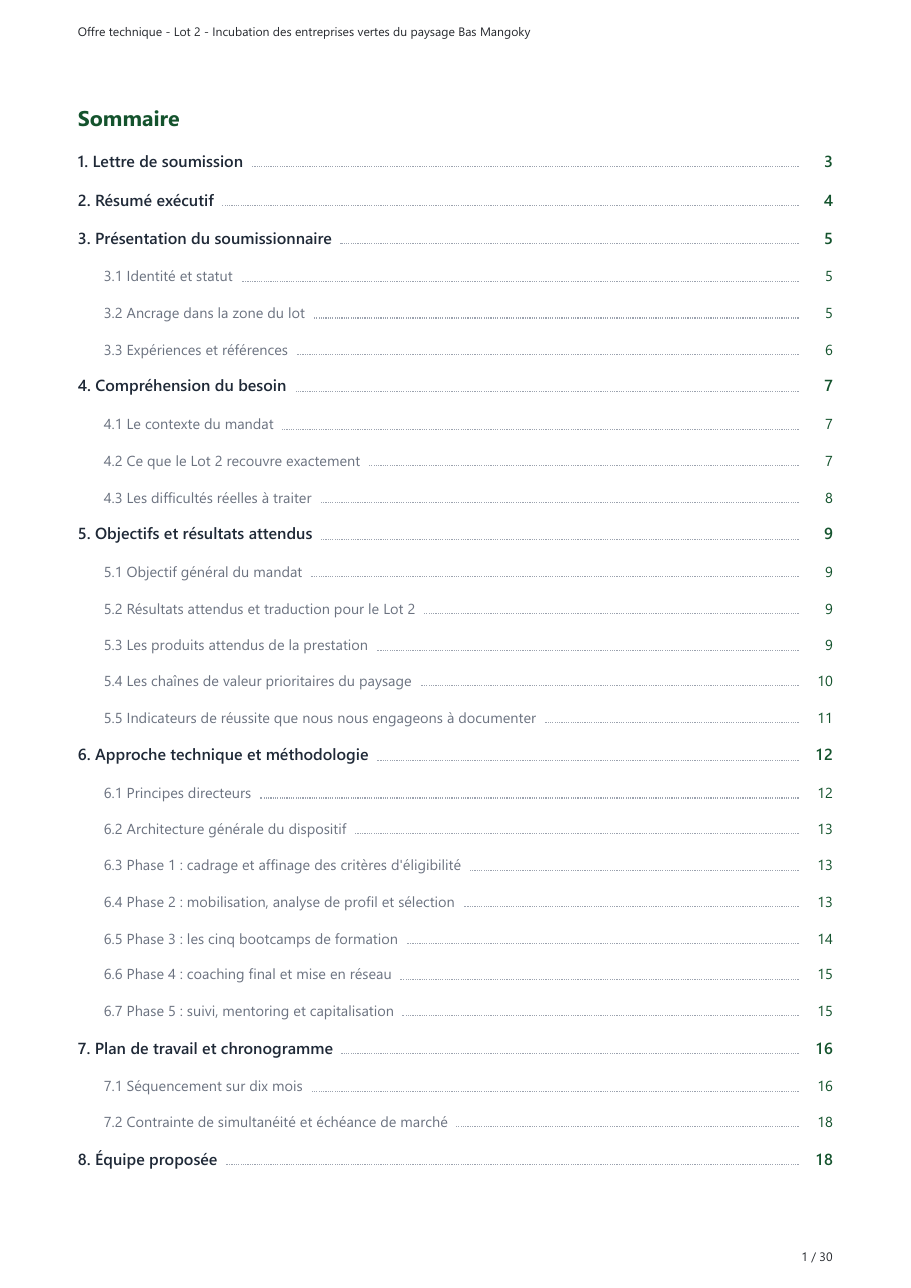 Offre technique - Lot 2 - Incubation des entreprises vertes du paysage Bas Mangoky
Sommaire
1. Lettre de soumission 3
2. Résumé exécutif 4
3. Présentation du soumissionnaire 5
3.1 Identité et statut 5
3.2 Ancrage dans la zone du lot 5
3.3 Expériences et références 6
4. Compréhension du besoin 7
4.1 Le contexte du mandat 7
4.2 Ce que le Lot 2 recouvre exactement 7
4.3 Les difficultés réelles à traiter 8
5. Objectifs et résultats attendus 9
5.1 Objectif général du mandat 9
5.2 Résultats attendus et traduction pour le Lot 2 9
5.3 Les produits attendus de la prestation 9
5.4 Les chaînes de valeur prioritaires du paysage 10
5.5 Indicateurs de réussite que nous nous engageons à documenter 11
6. Approche technique et méthodologie 12
6.1 Principes directeurs 12
6.2 Architecture générale du dispositif 13
6.3 Phase 1 : cadrage et affinage des critères d'éligibilité 13
6.4 Phase 2 : mobilisation, analyse de profil et sélection 13
6.5 Phase 3 : les cinq bootcamps de formation 14
6.6 Phase 4 : coaching final et mise en réseau 15
6.7 Phase 5 : suivi, mentoring et capitalisation 15
7. Plan de travail et chronogramme 16
7.1 Séquencement sur dix mois 16
7.2 Contrainte de simultanéité et échéance de marché 18
8. Équipe proposée 18
1 / 30